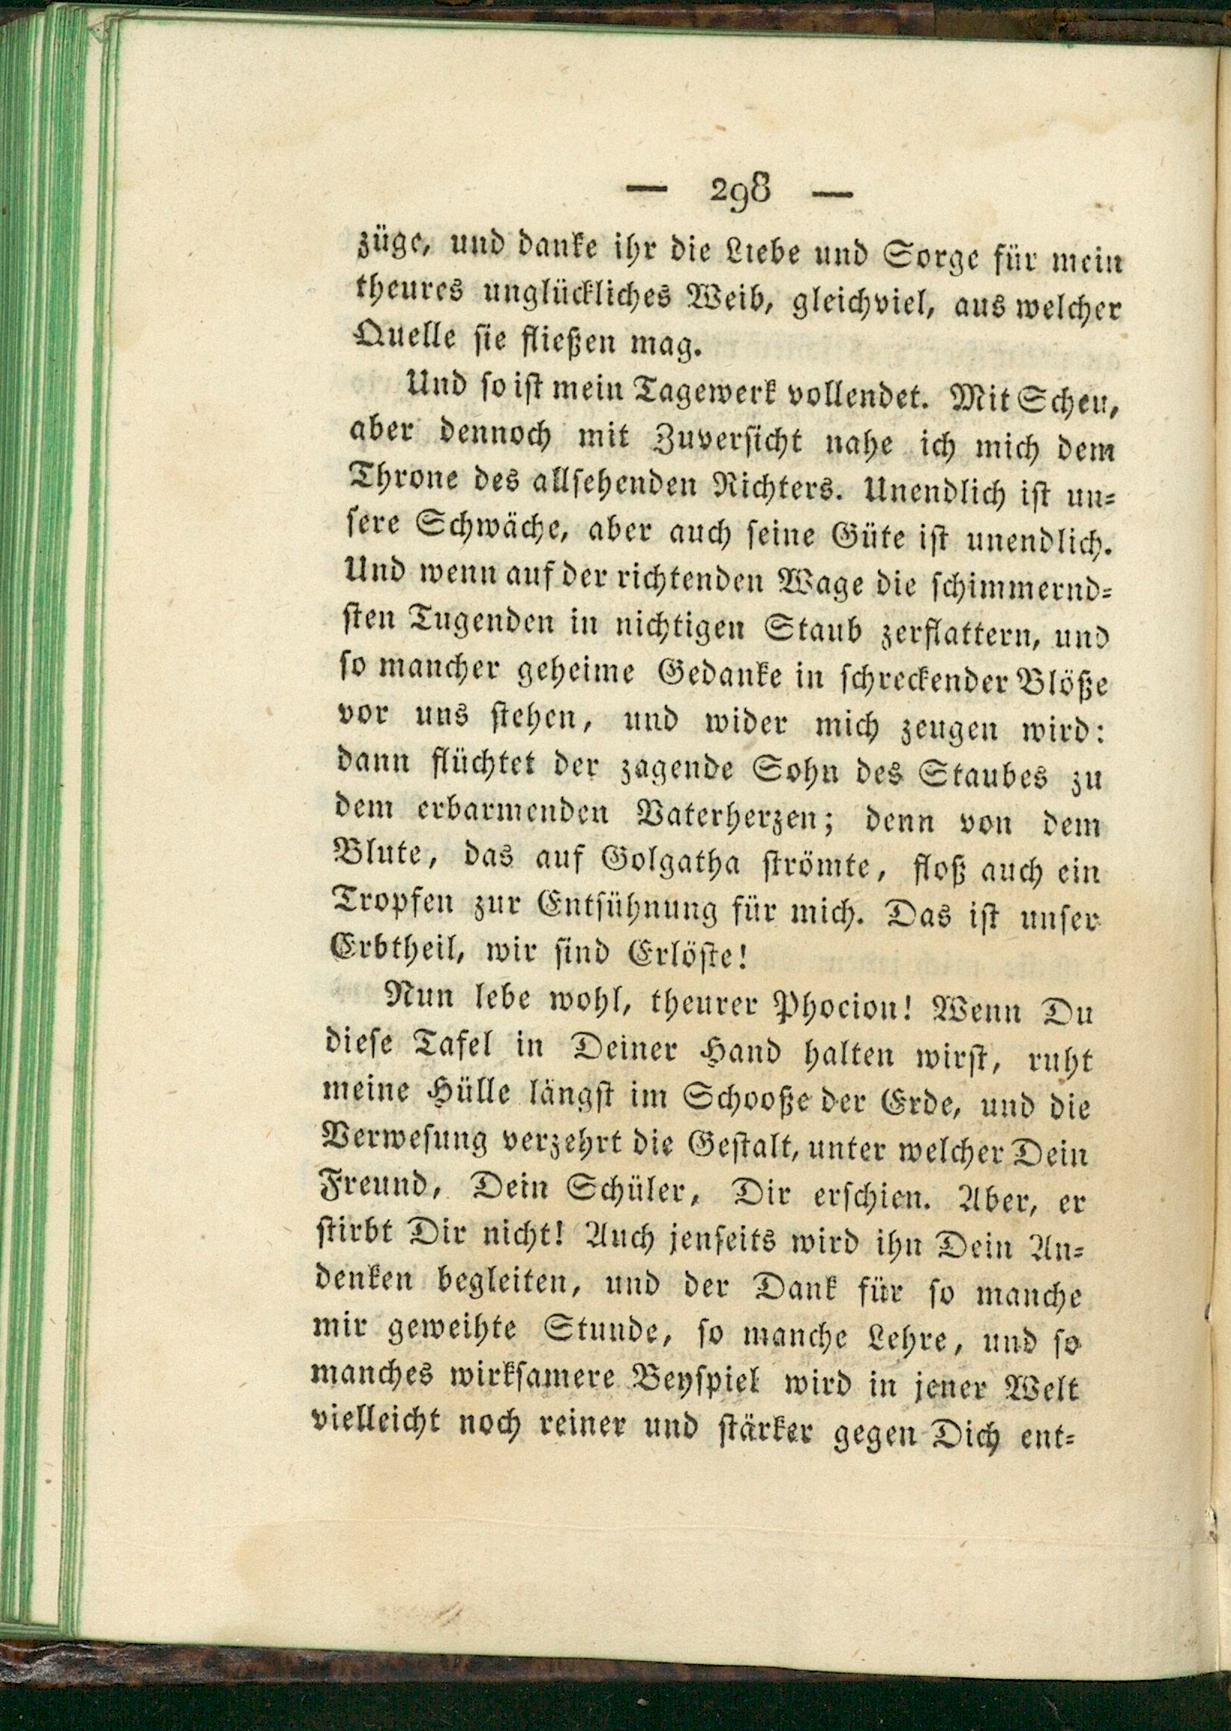 — 298 —
züge, und danke ihr die Liebe und Sorge für mein
theures unglückliches Weib, gleichviel, aus welcher
Quelle sie fließen mag.
Und so ist mein Tagewerk vollendet. Mit Scheu,
aber dennoch mit Zuversicht nahe ich mich dem
Throne des allsehenden Richters. Unendlich ist un-
sere Schwäche, aber auch seine Güte ist unendlich.
Und wenn auf der richtenden Wage die schimmernd-
sten Tugenden in nichtigen Staub zerflattern, und
so mancher geheime Gedanke in schreckender Blöße
vor uns stehen, und wider mich zeugen wird:
dann flüchtet der zagende Sohn des Staubes zu
dem erbarmenden Vaterherzen; denn von dem
Blute, das auf Golgatha strömte, floß auch ein
Tropfen zur Entsühnung für mich. Das ist unser
Erbtheil, wir sind Erlöste!
Nun lebe wohl, theurer Phocion! Wenn Du
diese Tafel in Deiner Hand halten wirst, ruht
meine Hülle längst im Schooße der Erde, und die
Verwesung verzehrt die Gestalt, unter welcher Dein
Freund, Dein Schüler, Dir erschien. Aber, er
stirbt Dir nicht! Auch jenseits wird ihn Dein An-
denken begleiten, und der Dank für so manche
mir geweihte Stunde, so manche Lehre, und so
manches wirksamere Beyspiel wird in jener Welt
vielleicht noch reiner und stärker gegen Dich ent-